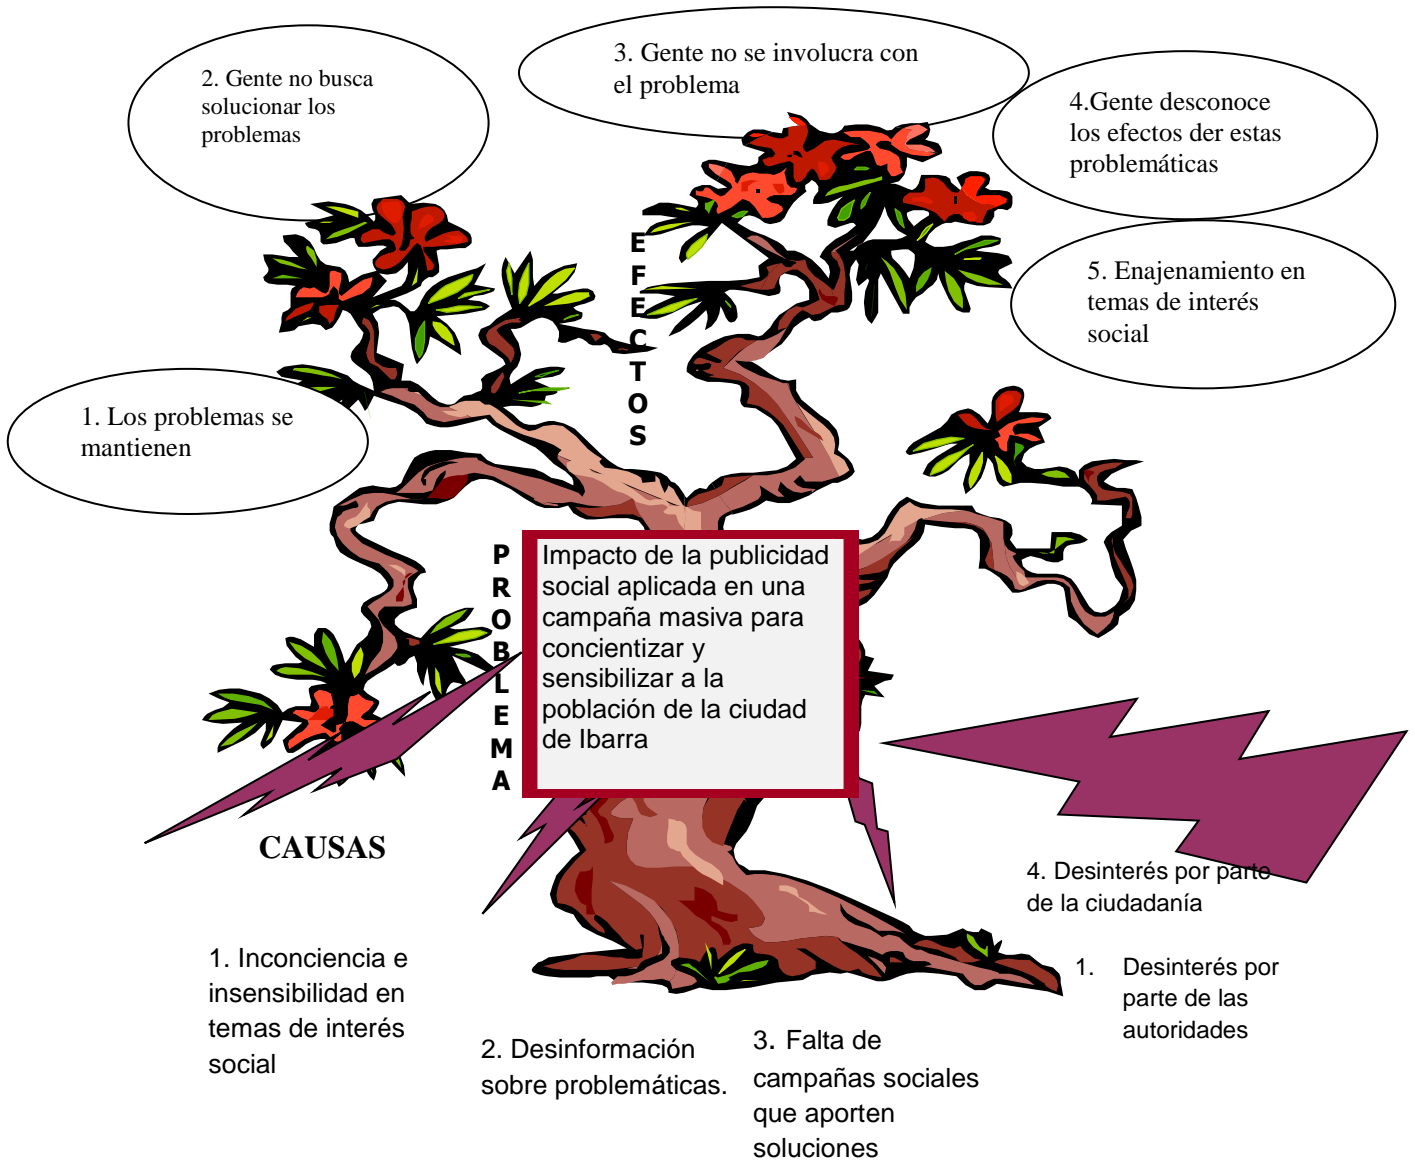 3. Gente no se involucra con
el problema
2. Gente no busca
solucionar los
problemas
4.Gente desconoce
los efectos der estas
problemáticas
5. Enajenamiento en
temas de interés
social
EFECTOS
1. Los problemas se
mantienen
PROBLEMA
Impacto de la publicidad
social aplicada en una
campaña masiva para
concientizar y
sensibilizar a la
población de la ciudad
de Ibarra
CAUSAS
4. Desinterés por parte
de la ciudadanía
1. Inconciencia e
insensibilidad en
temas de interés
social
1. Desinterés por
parte de las
autoridades
2. Desinformación
sobre problemáticas.
3. Falta de
campañas sociales
que aporten
soluciones